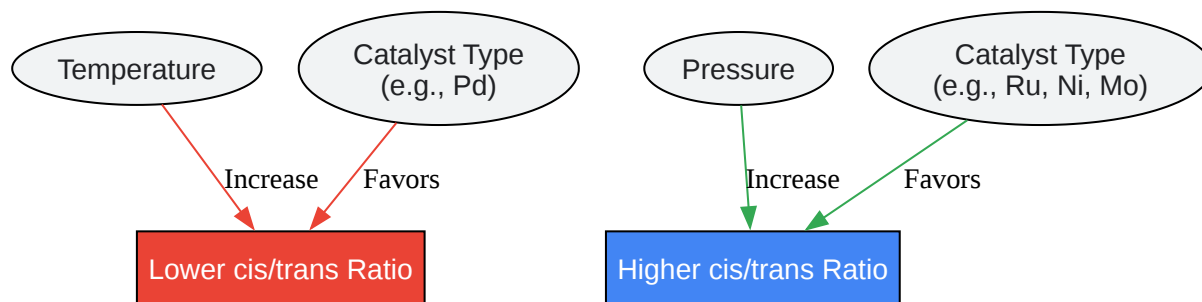 Temperature
Catalyst Type
(e.g., Pd)
Pressure
Catalyst Type
(e.g., Ru, Ni, Mo)
Increase
Favors
Increase
Favors
Lower cis/trans Ratio
Higher cis/trans Ratio